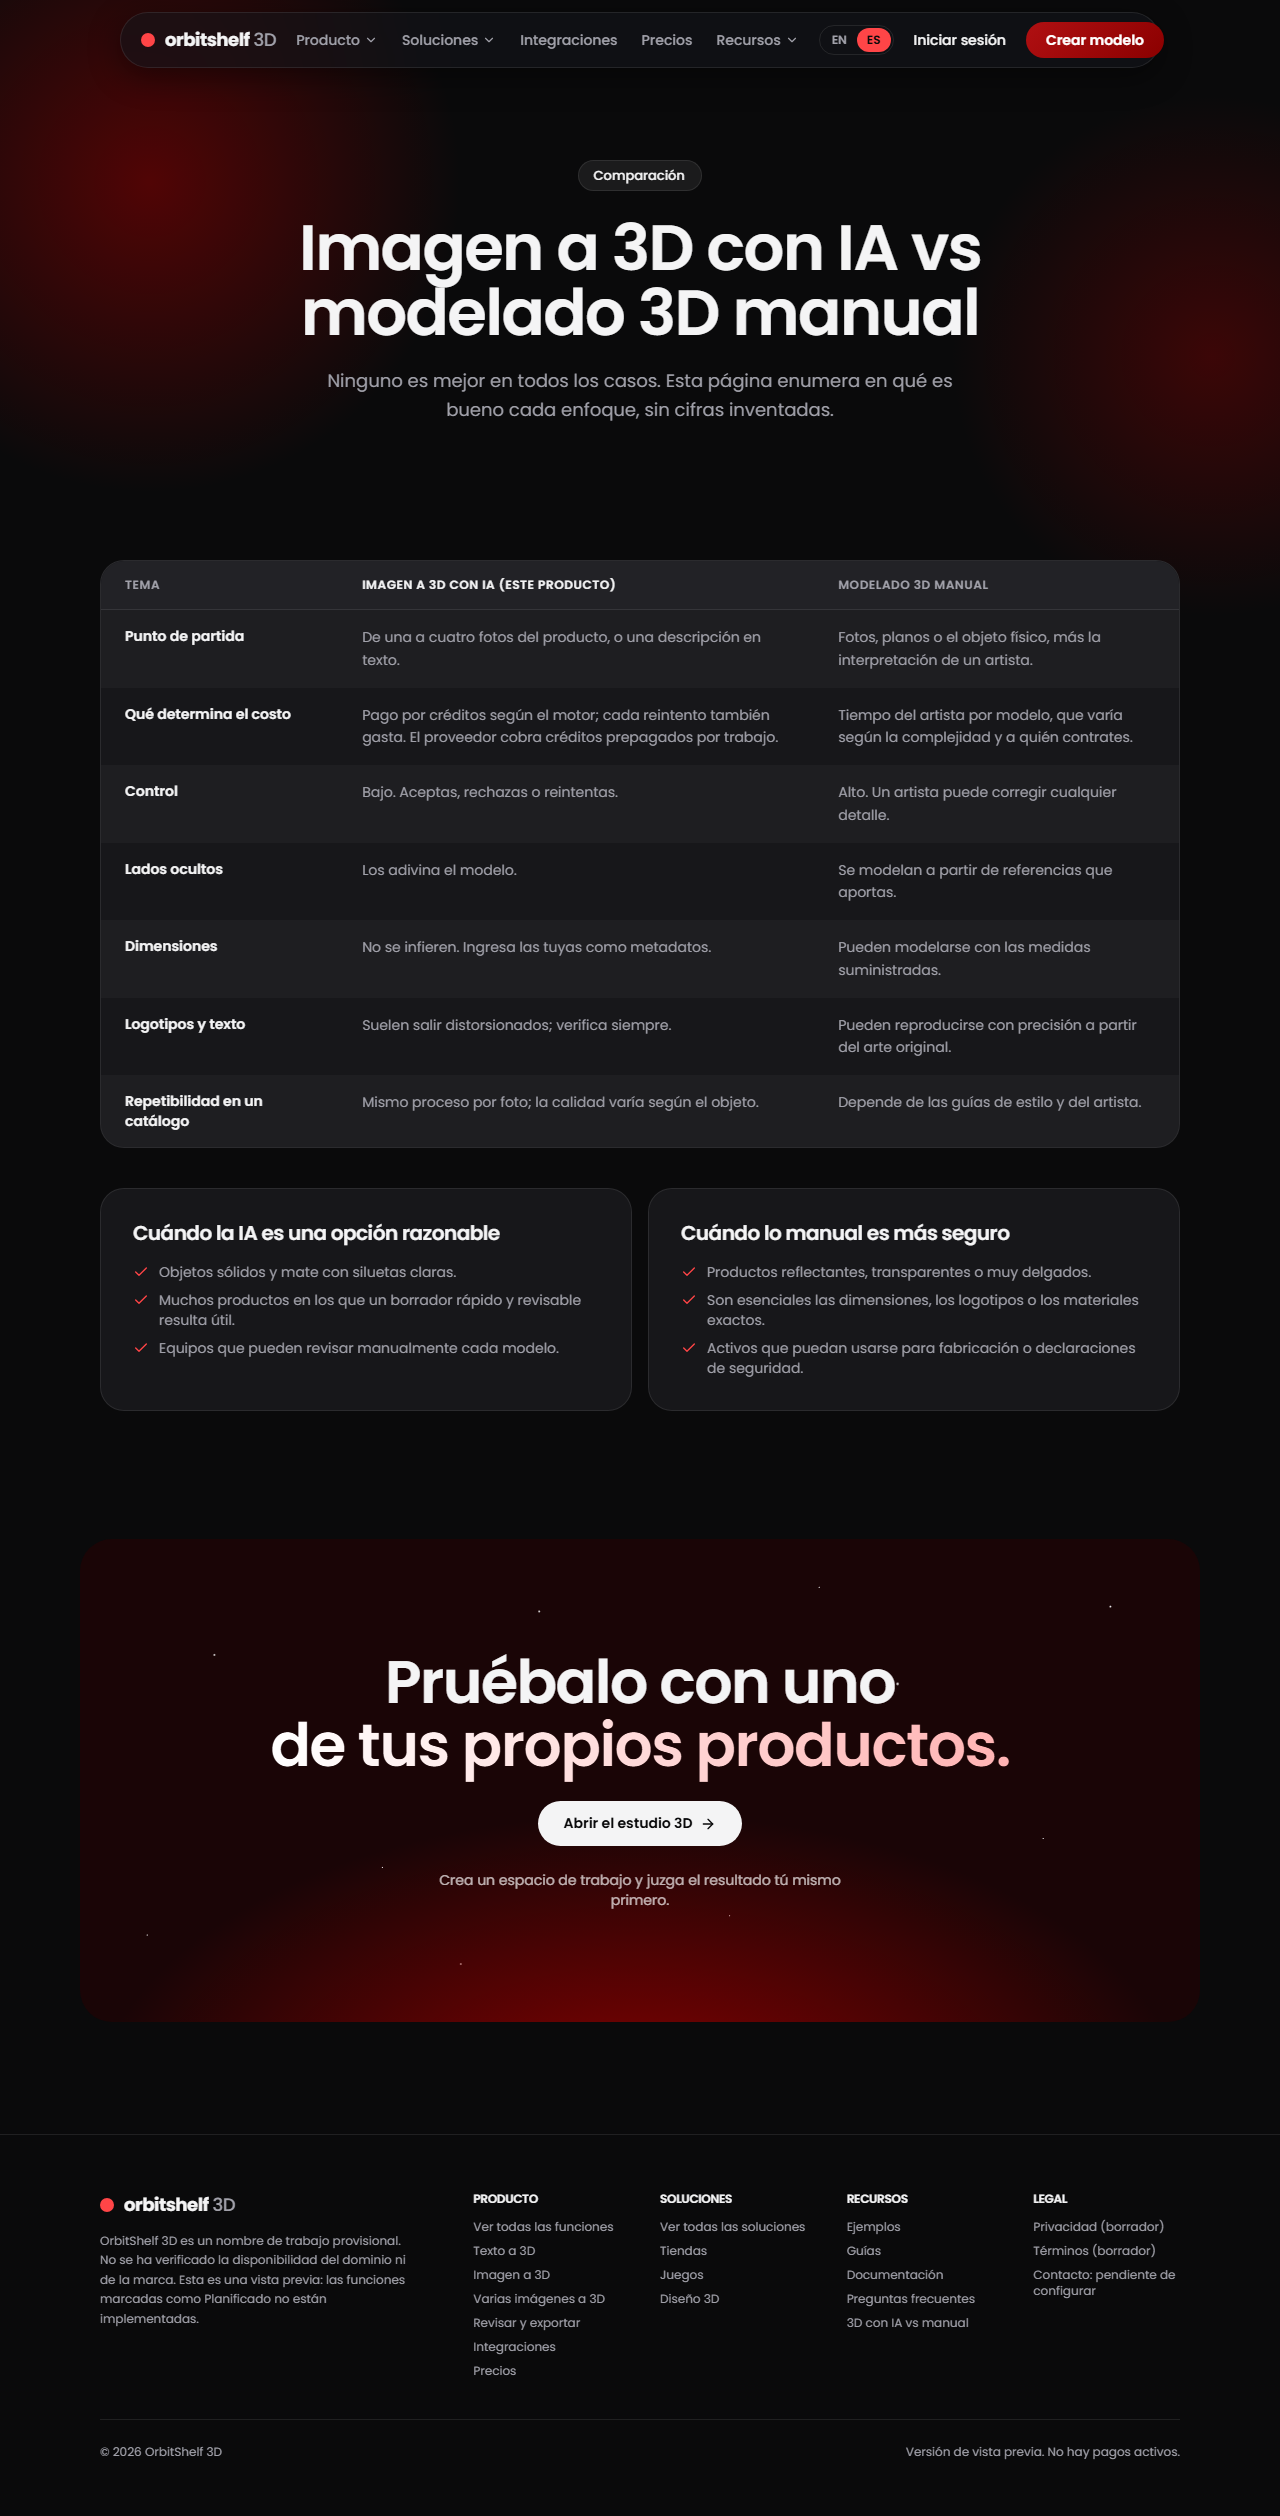 orbitshelf 3D Producto Soluciones Integraciones Precios Recursos EN ES Iniciar sesión Crear modelo
Comparación
Imagen a 3D con IA vs
modelado 3D manual
Ninguno es mejor en todos los casos. Esta página enumera en qué es
bueno cada enfoque, sin cifras inventadas.
TEMA IMAGEN A 3D CON IA (ESTE PRODUCTO) MODELADO 3D MANUAL
Punto de partida
De una a cuatro fotos del producto, o una descripción en
texto.
Fotos, planos o el objeto físico, más la
interpretación de un artista.
Qué determina el costo
Pago por créditos según el motor; cada reintento también
gasta. El proveedor cobra créditos prepagados por trabajo.
Tiempo del artista por modelo, que varía
según la complejidad y a quién contrates.
Control
Bajo. Aceptas, rechazas o reintentas.
Alto. Un artista puede corregir cualquier
detalle.
Lados ocultos
Los adivina el modelo.
Se modelan a partir de referencias que
aportas.
Dimensiones
No se infieren. Ingresa las tuyas como metadatos.
Pueden modelarse con las medidas
suministradas.
Logotipos y texto
Suelen salir distorsionados; verifica siempre.
Pueden reproducirse con precisión a partir
del arte original.
Repetibilidad en un
catálogo
Mismo proceso por foto; la calidad varía según el objeto.
Depende de las guías de estilo y del artista.
Cuándo la IA es una opción razonable
Objetos sólidos y mate con siluetas claras.
Muchos productos en los que un borrador rápido y revisable
resulta útil.
Equipos que pueden revisar manualmente cada modelo.
Cuándo lo manual es más seguro
Productos reflectantes, transparentes o muy delgados.
Son esenciales las dimensiones, los logotipos o los materiales
exactos.
Activos que puedan usarse para fabricación o declaraciones
de seguridad.
Pruébalo con uno
de tus propios productos.
Abrir el estudio 3D
Crea un espacio de trabajo y juzga el resultado tú mismo
primero.
orbitshelf 3D
OrbitShelf 3D es un nombre de trabajo provisional.
No se ha verificado la disponibilidad del dominio ni
de la marca. Esta es una vista previa: las funciones
marcadas como Planificado no están
implementadas.
PRODUCTO
Ver todas las funciones
Texto a 3D
Imagen a 3D
Varias imágenes a 3D
Revisar y exportar
Integraciones
Precios
SOLUCIONES
Ver todas las soluciones
Tiendas
Juegos
Diseño 3D
RECURSOS
Ejemplos
Guías
Documentación
Preguntas frecuentes
3D con IA vs manual
LEGAL
Privacidad (borrador)
Términos (borrador)
Contacto: pendiente de
configurar
© 2026 OrbitShelf 3D
Versión de vista previa. No hay pagos activos.